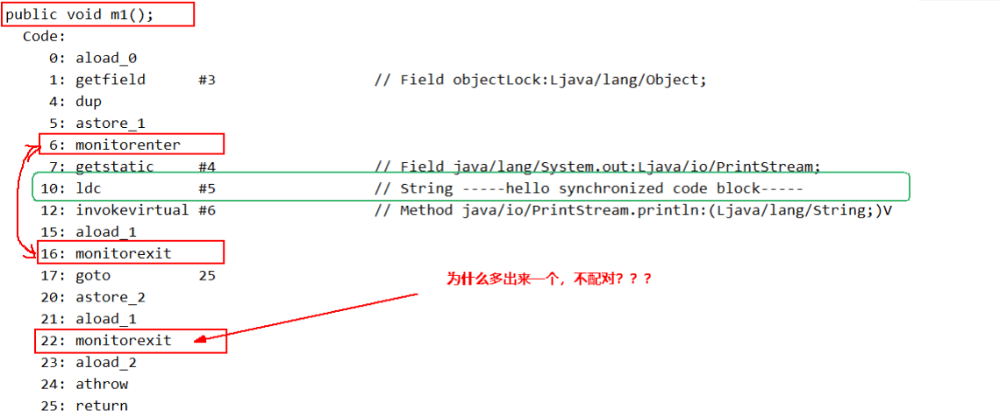 public void m1();
Code:
0: aload_0
1: getfield #3 // Field objectLock:Ljava/lang/Object;
4: dup
5: astore_1
6: monitorenter
7: getstatic #4 // Field java/lang/System.out:Ljava/io/PrintStream;
10: ldc #5 // String -----hello synchronized code block-----
12: invokevirtual #6 // Method java/io/PrintStream.println:(Ljava/lang/String;)V
15: aload_1
16: monitorexit
17: goto 25
为什么多出来一个，不配对？？？
20: astore_2
21: aload_1
22: monitorexit
23: aload_2
24: athrow
25: return